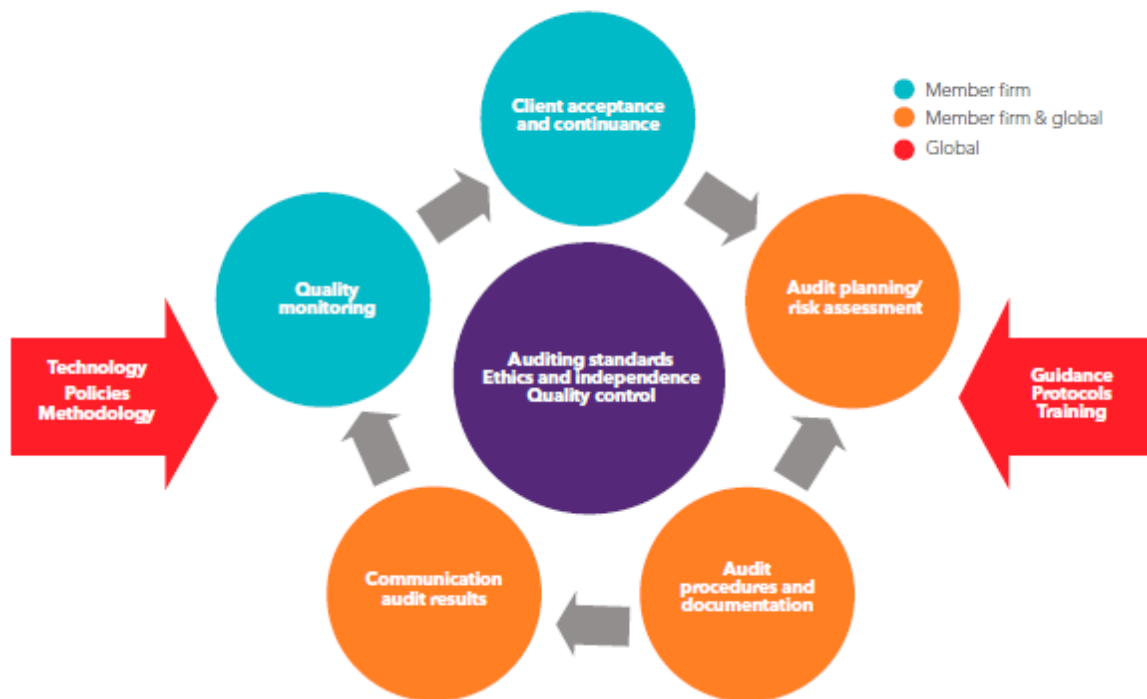 Client acceptance
and continuance
Member firm
Member firm & global
Global
Quality
monitoring
Audit planning/
risk assessment
Auditing standards
Ethics and independence
Quality control
Technology
Policies
Methodology
Guidance
Protocols
Training
Communication
audit results
Audit
procedures and
documentation